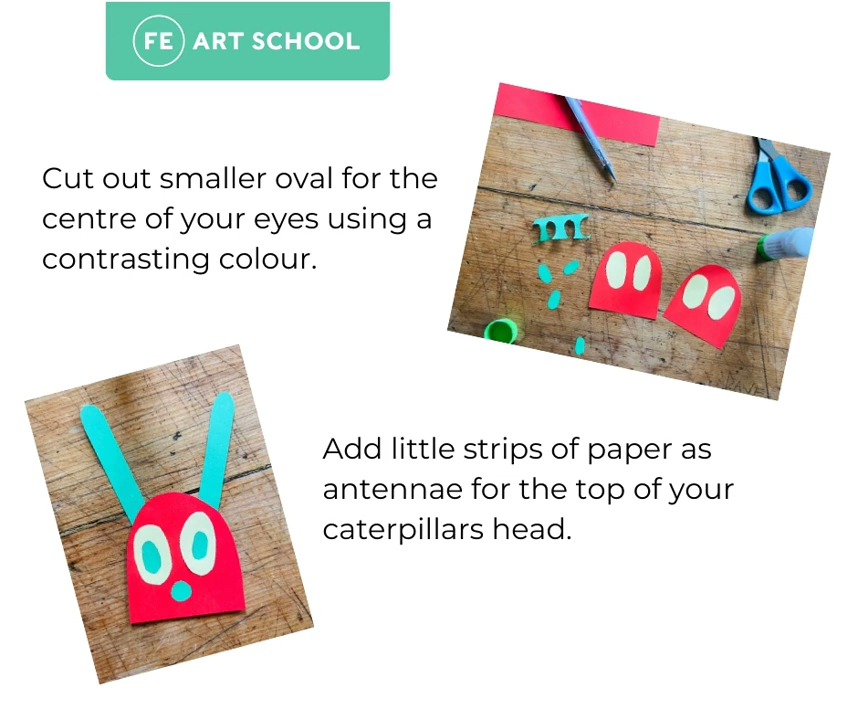 FE ART SCHOOL
Cut out smaller oval for the
centre of your eyes using a
contrasting colour.
Add little strips of paper as
antennae for the top of your
caterpillars head.